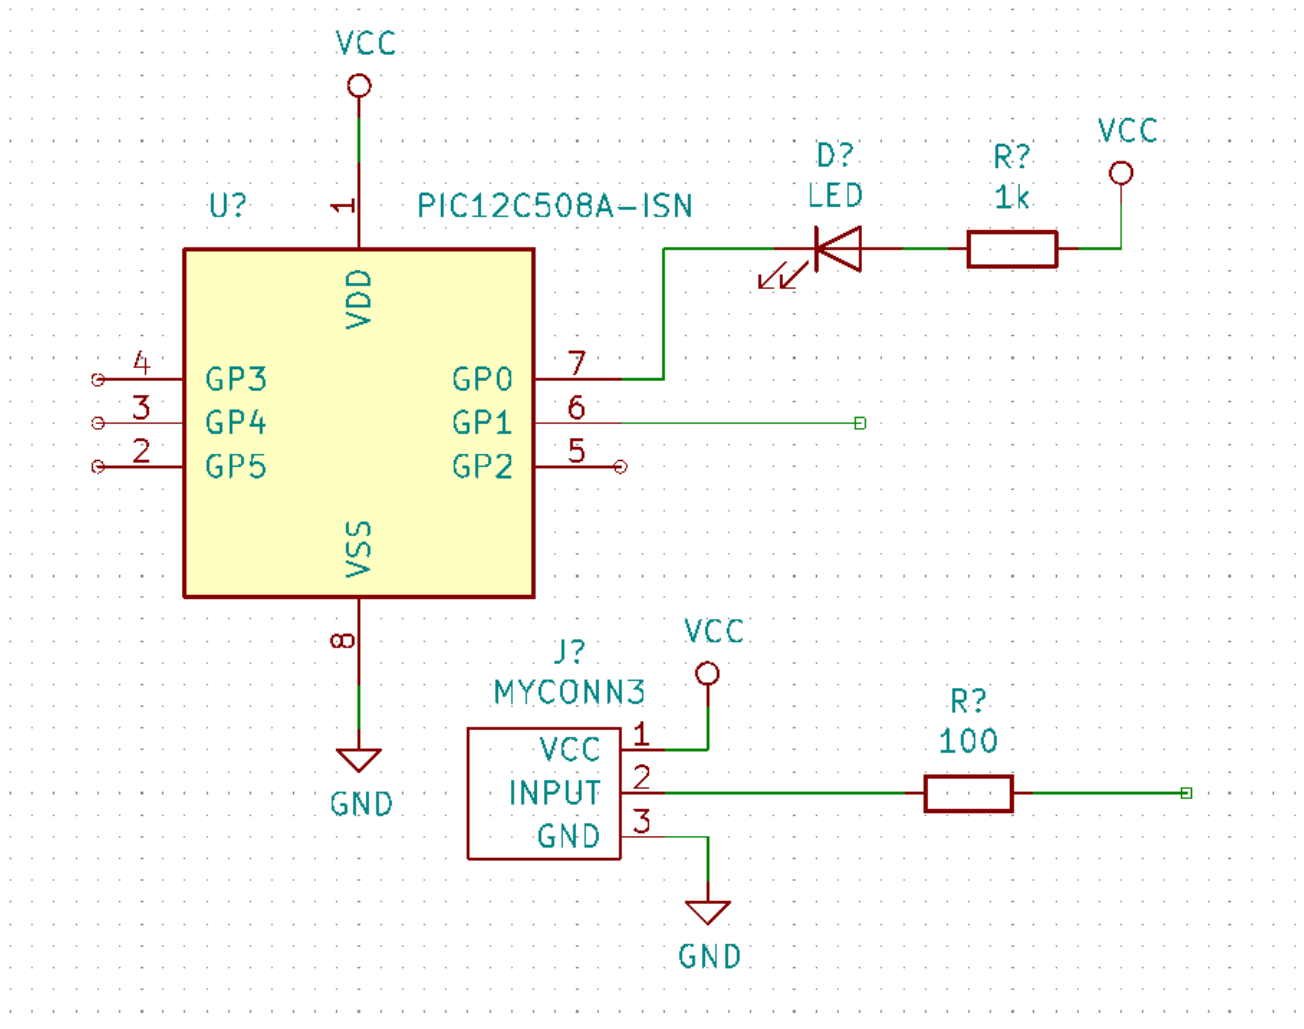 VCC
VCC
D?
R?
LED
1k
U?
1
PIC12C508A-ISN
VDD
4
GP3
GP0
7
3
GP4
GP1
6
2
GP5
GP2
5
VSS
8
GND
VCC
J?
MYCONN3
R?
100
VCC
1
INPUT
2
GND
3
GND